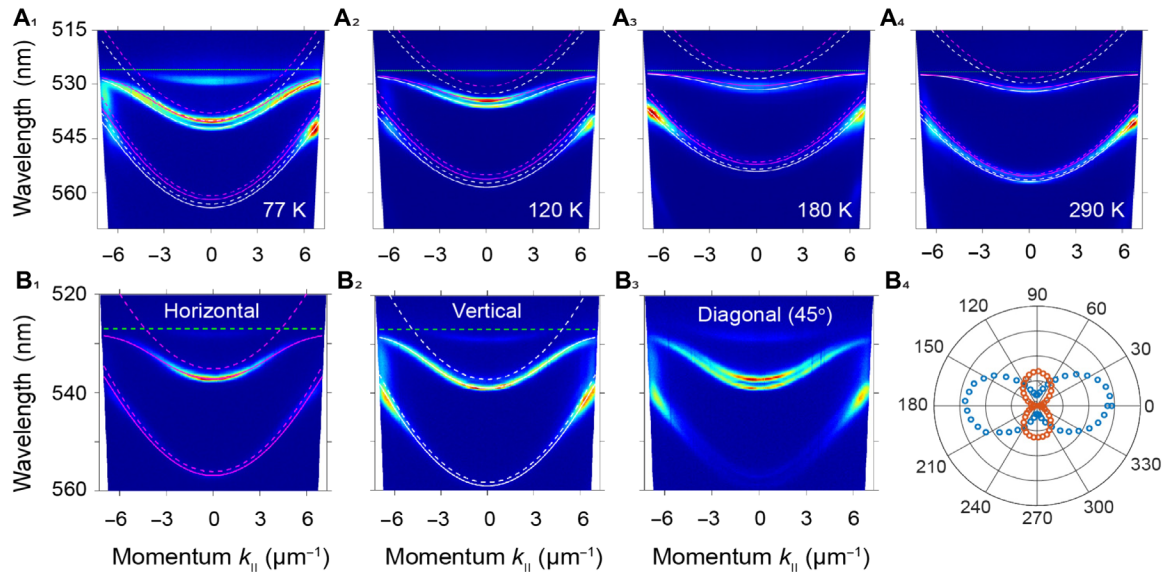 A₁ A₂ A₃ A₄
Wavelength (nm)
515
530
545
560
77 K 120 K 180 K 290 K
−6 −3 0 3 6 −6 −3 0 3 6 −6 −3 0 3 6 −6 −3 0 3 6
B₁ B₂ B₃ B₄
Wavelength (nm)
520
540
560
Horizontal Vertical Diagonal (45°)
−6 −3 0 3 6 −6 −3 0 3 6 −6 −3 0 3 6
Momentum k|| (µm⁻¹) Momentum k|| (µm⁻¹) Momentum k|| (µm⁻¹)
90
120 60
150 30
180 0
210 330
240 300
270